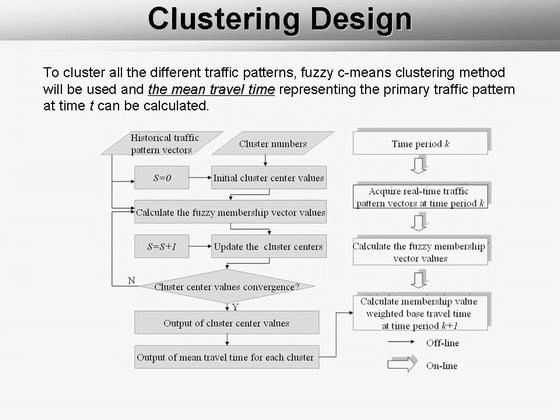 Clustering Design
To cluster all the different traffic patterns, fuzzy c-means clustering method
will be used and the mean travel time representing the primary traffic pattern
at time t can be calculated.
Historical traffic
pattern vectors
Cluster numbers
S=0
Initial cluster center values
Calculate the fuzzy membership vector values
S=S+1
Update the cluster centers
N
Cluster center values convergence?
Y
Output of cluster center values
Output of mean travel time for each cluster
Time period k
Acquire real-time traffic
pattern vectors at time period k
Calculate the fuzzy membership
vector values
Calculate membership value
weighted base travel time
at time period k+1
Off-line
On-line